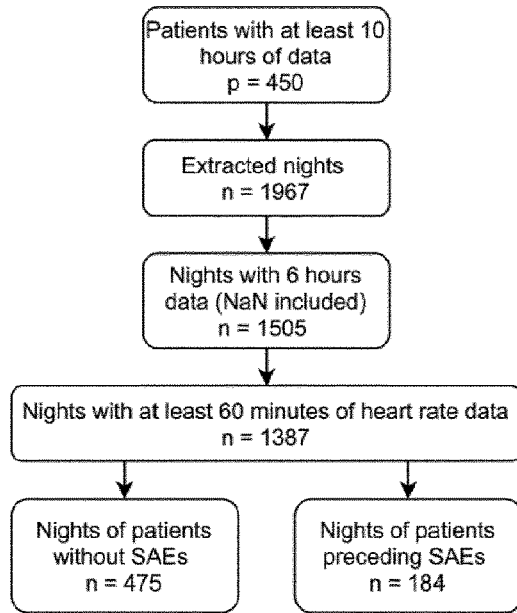 Patients with at least 10
hours of data
p = 450
Extracted nights
n = 1967
Nights with 6 hours
data (NaN included)
n = 1505
Nights with at least 60 minutes of heart rate data
n = 1387
Nights of patients
without SAEs
n = 475
Nights of patients
preceding SAEs
n = 184